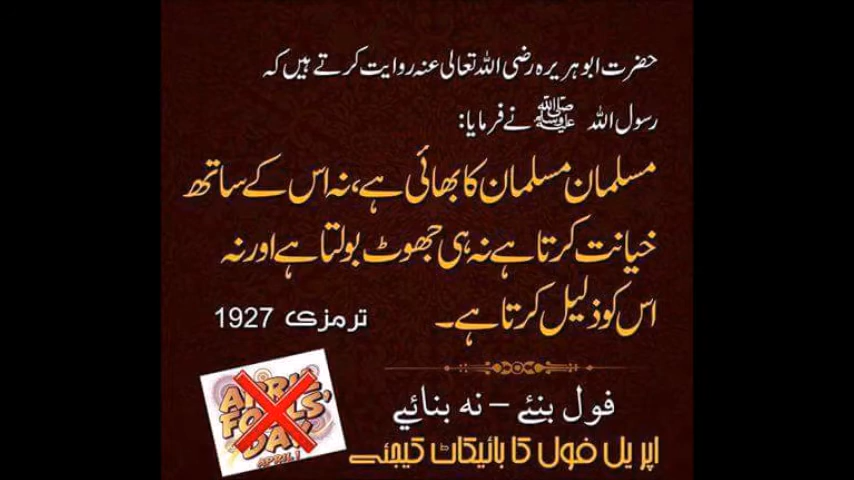 حضرت ابو ہریرہ رضی اللہ تعالی عنہ روایت کرتے ہیں کہ
رسول اللہ ﷺ نے فرمایا:
مسلمان مسلمان کا بھائی ہے، نہ اس کے ساتھ
خیانت کرتا ہے نہ ہی جھوٹ بولتا ہے اور نہ
اس کو ذلیل کرتا ہے۔ ترمزی 1927
فول بنئے – نہ بنائیے
اپریل فول کا بائیکاٹ کیجئے
APRIL
FOOLS'
DAY
APRIL 1